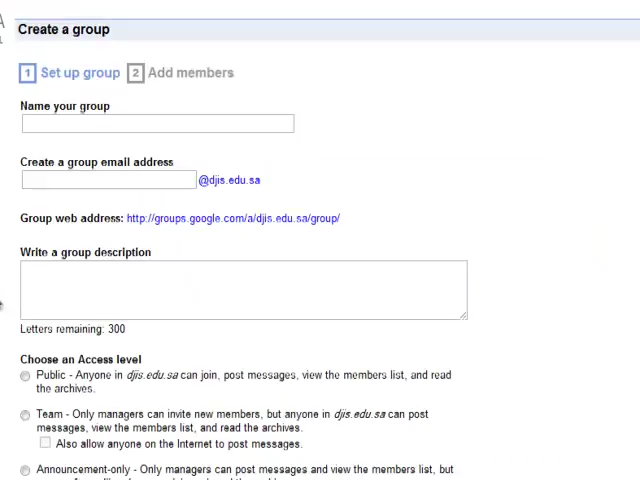 Create a group
1 Set up group 2 Add members
Name your group
Create a group email address
@djis.edu.sa
Group web address: http://groups.google.com/a/djis.edu.sa/group/
Write a group description
Letters remaining: 300
Choose an Access level
Public - Anyone in djis.edu.sa can join, post messages, view the members list, and read
the archives.
Team - Only managers can invite new members, but anyone in djis.edu.sa can post
messages, view the members list, and read the archives.
Also allow anyone on the Internet to post messages.
Announcement-only - Only managers can post messages and view the members list, but